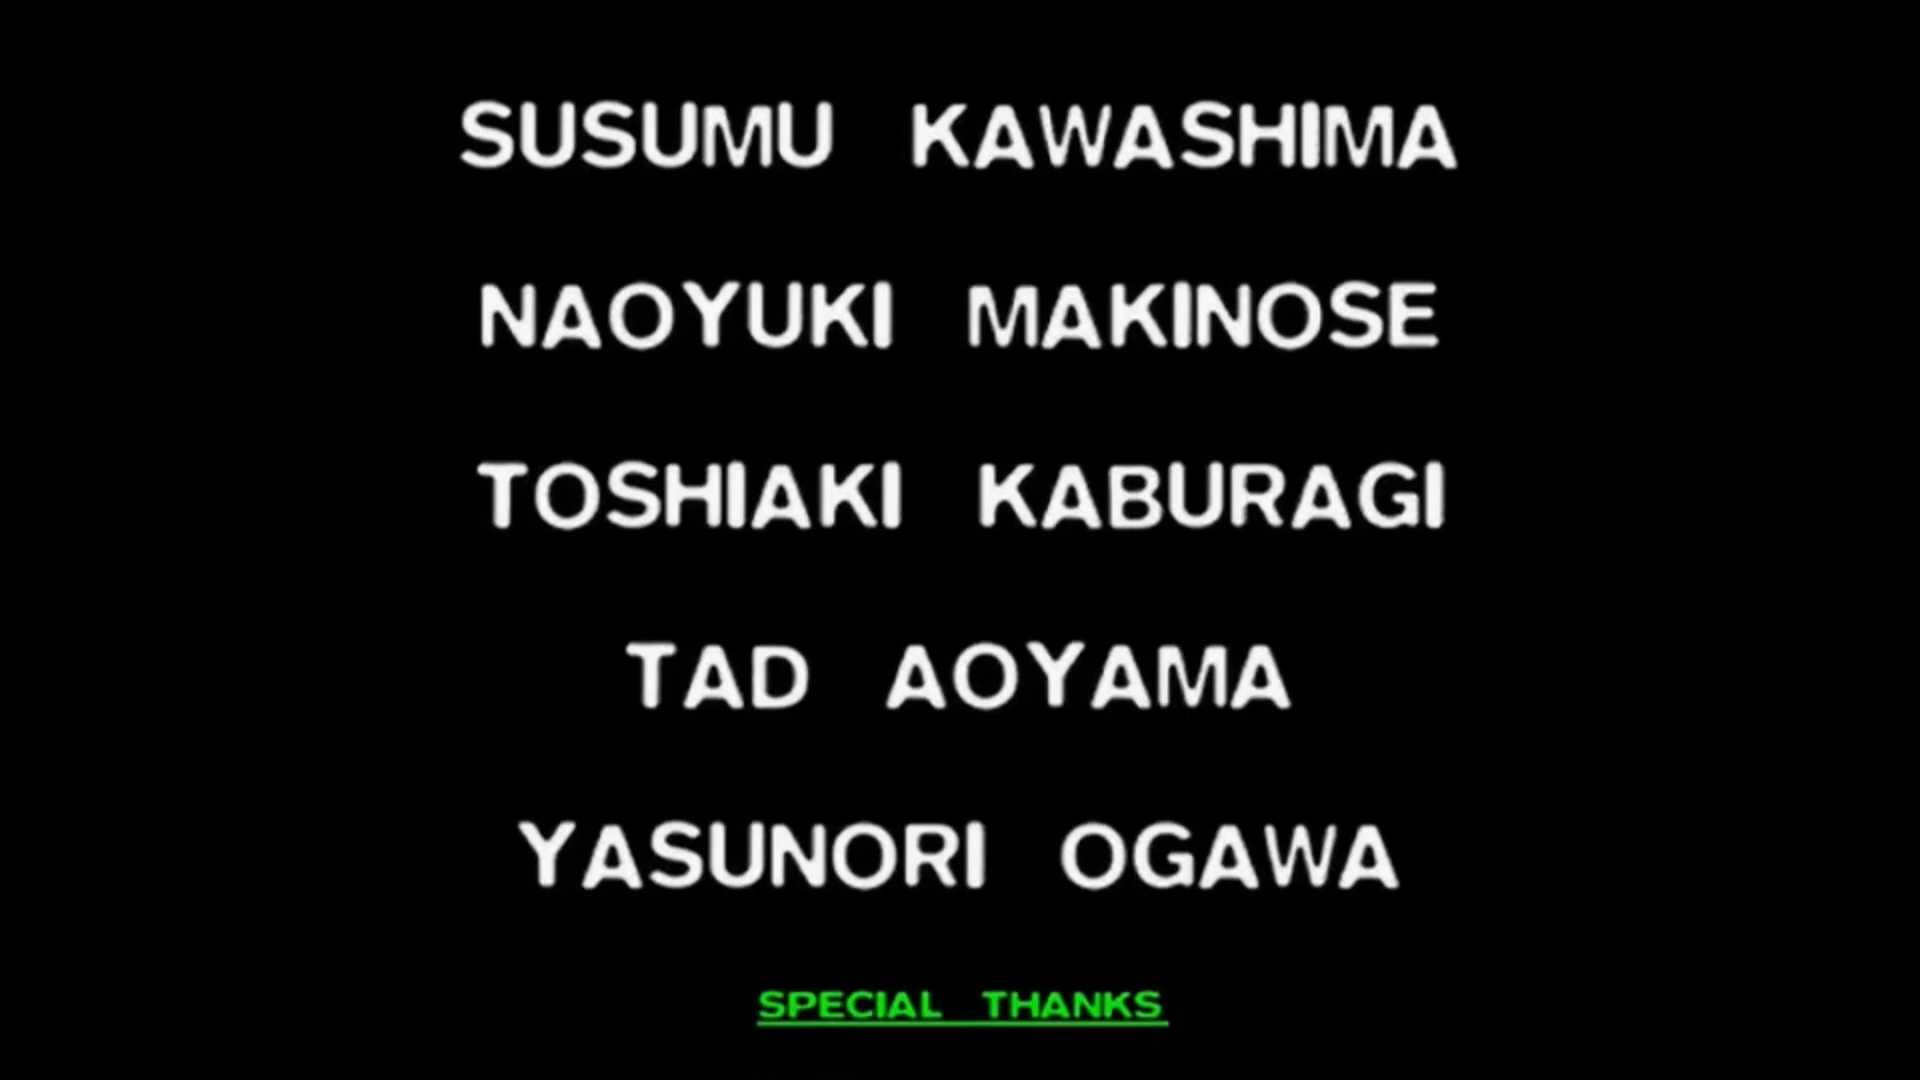 SUSUMU KAWASHIMA
NAOYUKI MAKINOSE
TOSHIAKI KABURAGI
TAD AOYAMA
YASUNORI OGAWA
SPECIAL THANKS